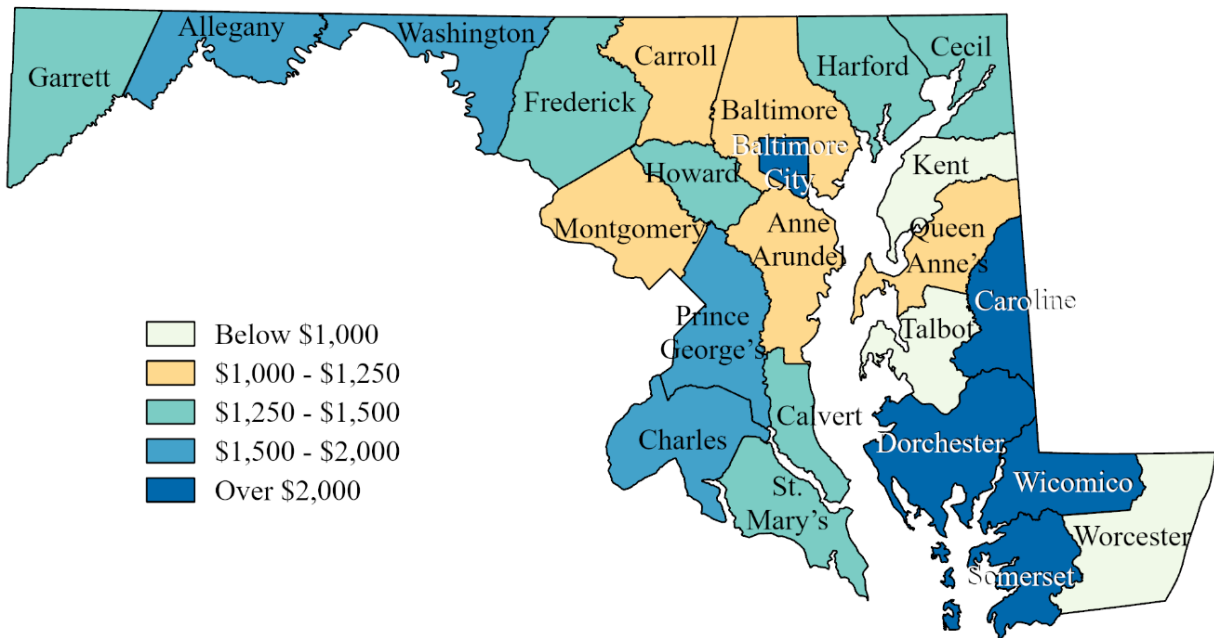 Allegany
Washington
Garrett
Carroll
Cecil
Harford
Frederick
Baltimore
Baltimore
City
Howard
Kent
Montgomery
Anne
Arundel
Queen
Anne's
Caroline
Talbot
Prince
George's
Below $1,000
$1,000 - $1,250
$1,250 - $1,500
$1,500 - $2,000
Over $2,000
Charles
Calvert
Dorchester
St.
Mary's
Wicomico
Worcester
Somerset